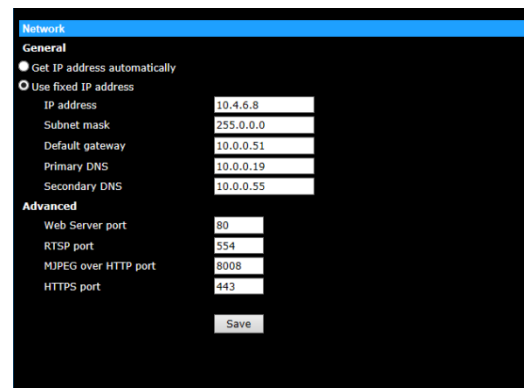 Network
General
Get IP address automatically
Use fixed IP address
IP address 10.4.6.8
Subnet mask 255.0.0.0
Default gateway 10.0.0.51
Primary DNS 10.0.0.19
Secondary DNS 10.0.0.55
Advanced
Web Server port 80
RTSP port 554
MJPEG over HTTP port 8008
HTTPS port 443
Save